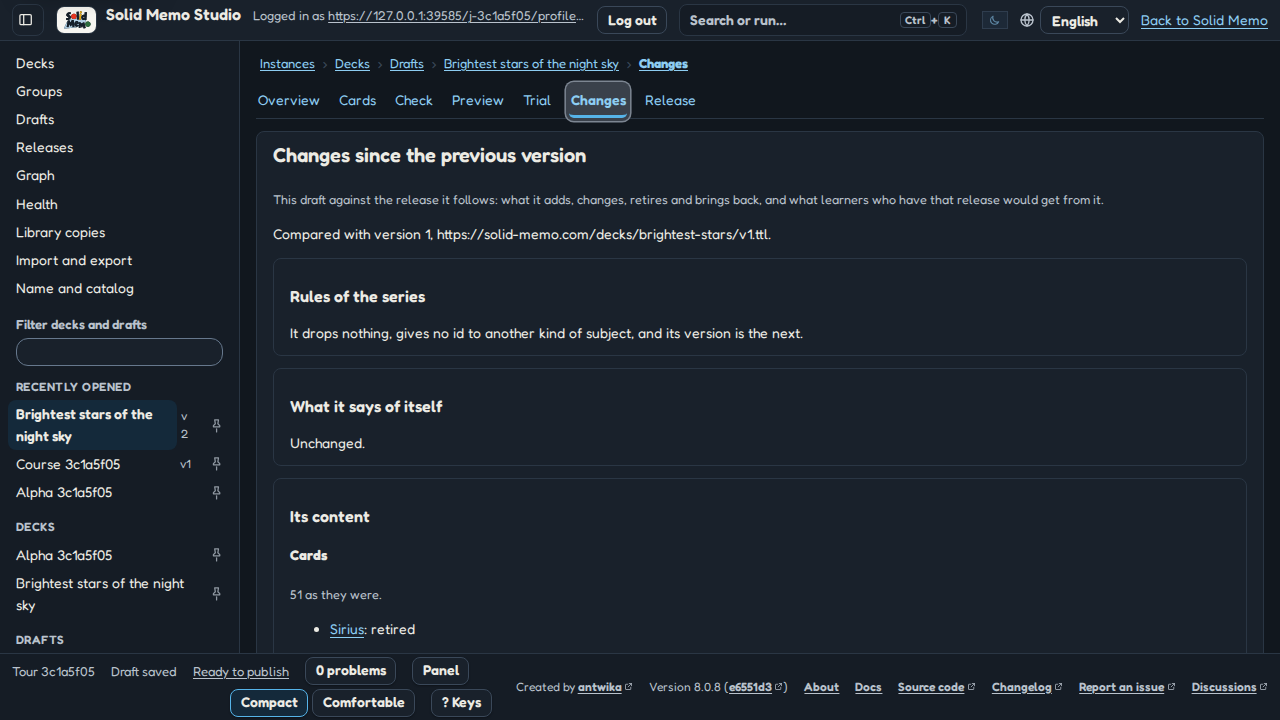 Solid Memo Studio
Logged in as https://127.0.0.1:39585/j-3c1a5f05/profile...
Log out
Search or run...
Ctrl+K
English
Back to Solid Memo
Decks
Groups
Drafts
Releases
Graph
Health
Library copies
Import and export
Name and catalog
Filter decks and drafts
RECENTLY OPENED
Brightest stars of the night sky
v 2
Course 3c1a5f05
v1
Alpha 3c1a5f05
DECKS
Alpha 3c1a5f05
Brightest stars of the night sky
DRAFTS
Instances › Decks › Drafts › Brightest stars of the night sky › Changes
Overview
Cards
Check
Preview
Trial
Changes
Release
Changes since the previous version
This draft against the release it follows: what it adds, changes, retires and brings back, and what learners who have that release would get from it.
Compared with version 1, https://solid-memo.com/decks/brightest-stars/v1.ttl.
Rules of the series
It drops nothing, gives no id to another kind of subject, and its version is the next.
What it says of itself
Unchanged.
Its content
Cards
51 as they were.
Sirius: retired
Tour 3c1a5f05
Draft saved
Ready to publish
0 problems
Panel
Compact
Comfortable
? Keys
Created by antwika
Version 8.0.8 (e6551d3)
About
Docs
Source code
Changelog
Report an issue
Discussions